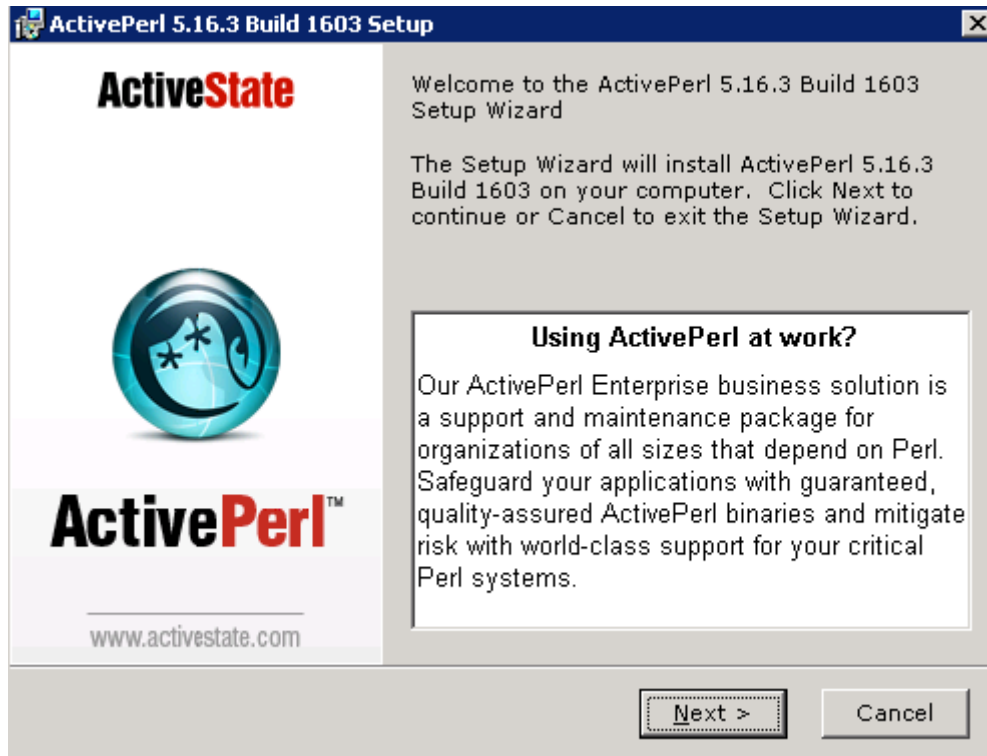 ActivePerl 5.16.3 Build 1603 Setup
ActiveState
Welcome to the ActivePerl 5.16.3 Build 1603
Setup Wizard
The Setup Wizard will install ActivePerl 5.16.3
Build 1603 on your computer. Click Next to
continue or Cancel to exit the Setup Wizard.
Using ActivePerl at work?
Our ActivePerl Enterprise business solution is
a support and maintenance package for
organizations of all sizes that depend on Perl.
Safeguard your applications with guaranteed,
quality-assured ActivePerl binaries and mitigate
risk with world-class support for your critical
Perl systems.
ActivePerl™
www.activestate.com
Next >
Cancel